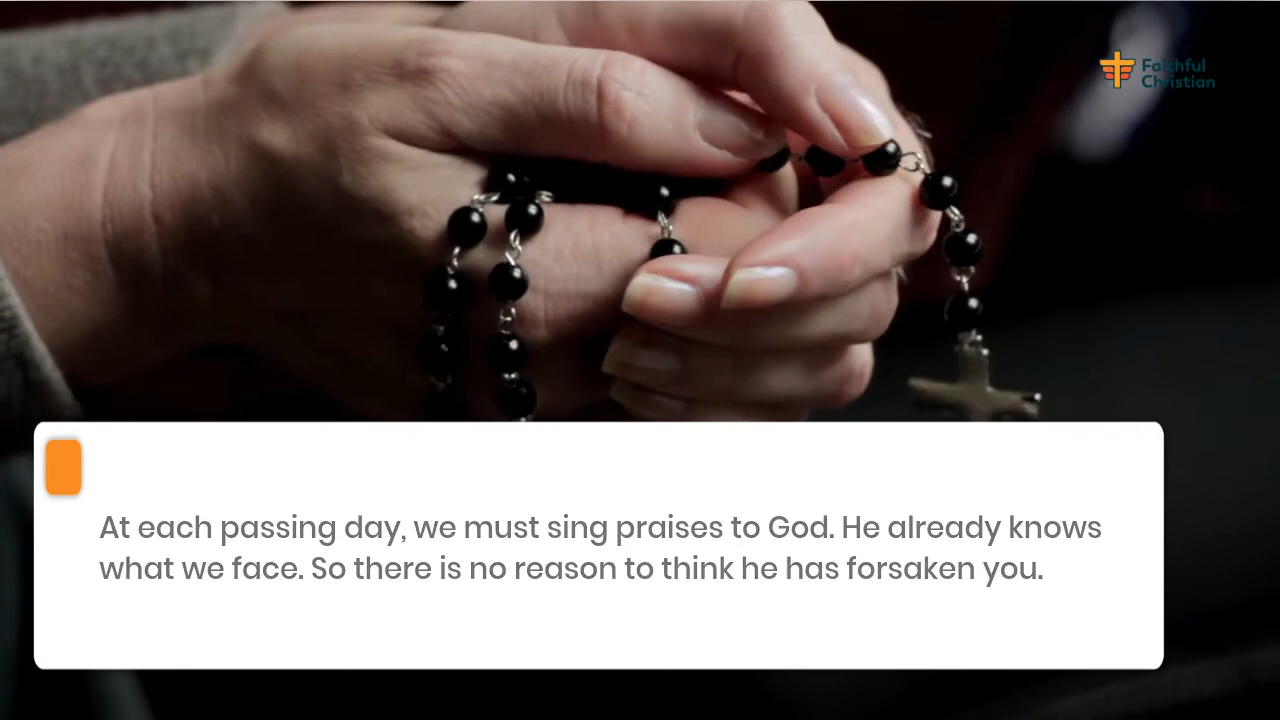 Faithful
Christian
At each passing day, we must sing praises to God. He already knows
what we face. So there is no reason to think he has forsaken you.